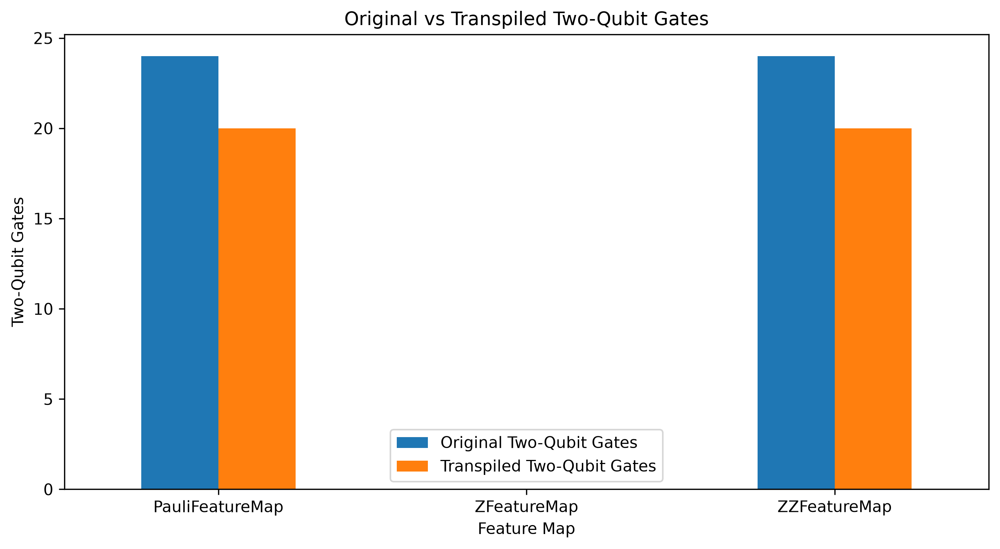 Original vs Transpiled Two-Qubit Gates
Two-Qubit Gates
25
20
15
10
5
0
Original Two-Qubit Gates
Transpiled Two-Qubit Gates
PauliFeatureMap
ZFeatureMap
ZZFeatureMap
Feature Map